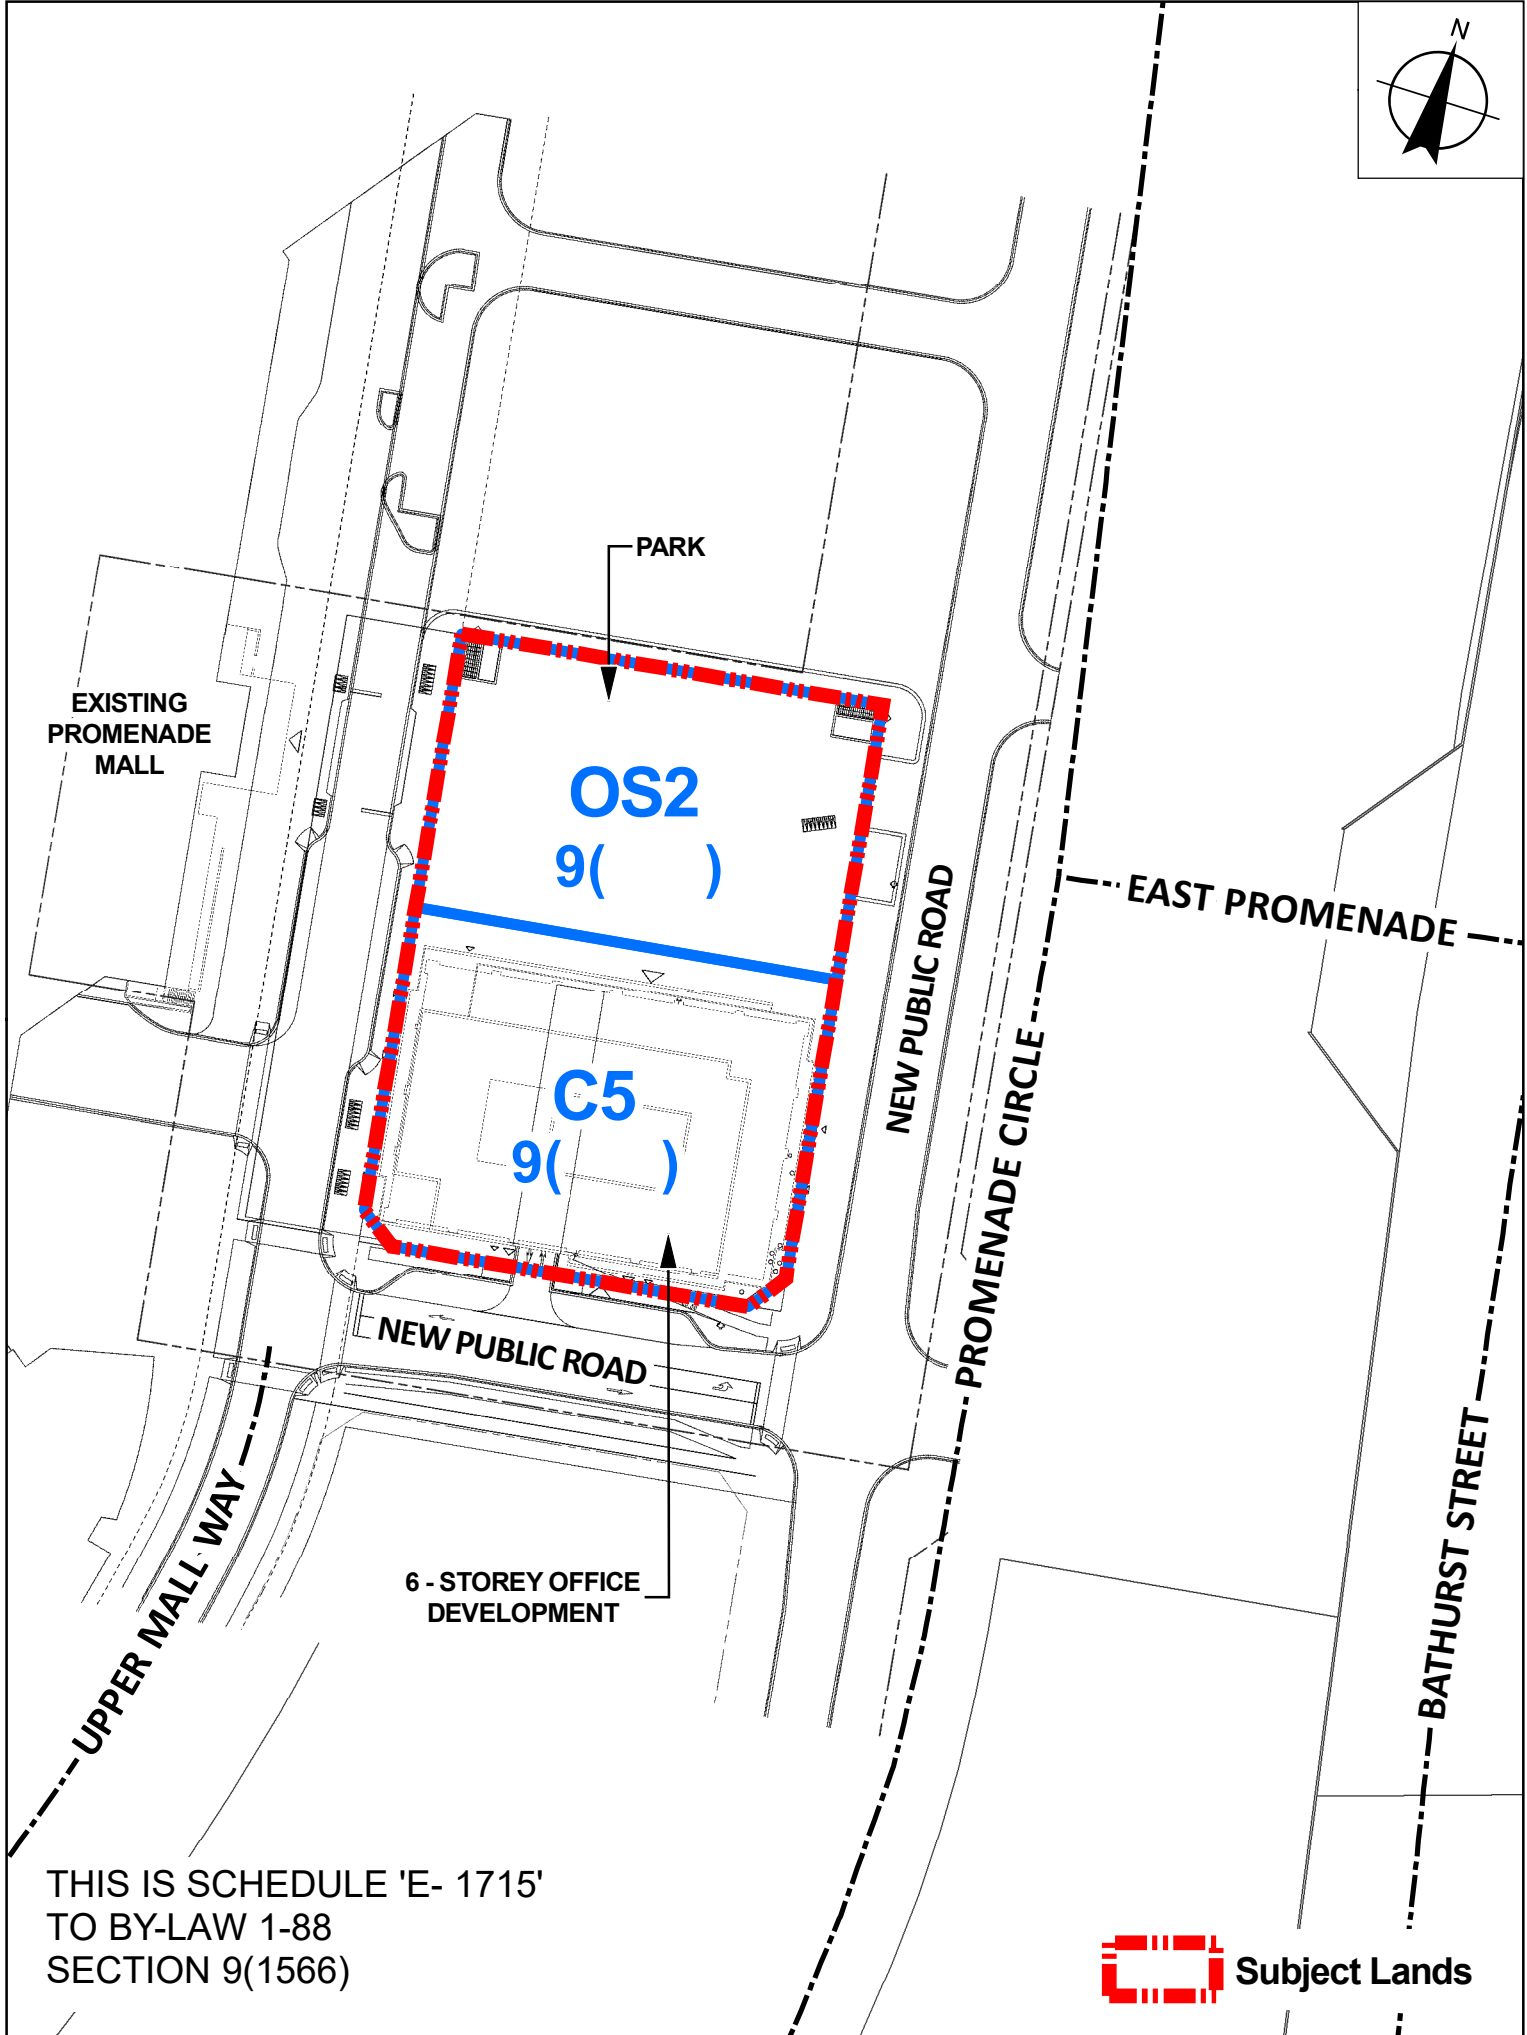 N
PARK
EXISTING
PROMENADE
MALL
OS2
9( )
EAST PROMENADE
NEW PUBLIC ROAD
PROMENADE CIRCLE
C5
9( )
NEW PUBLIC ROAD
BATHURST STREET
UPPER MALL WAY
6 - STOREY OFFICE
DEVELOPMENT
THIS IS SCHEDULE 'E- 1715'
TO BY-LAW 1-88
SECTION 9(1566)
Subject Lands